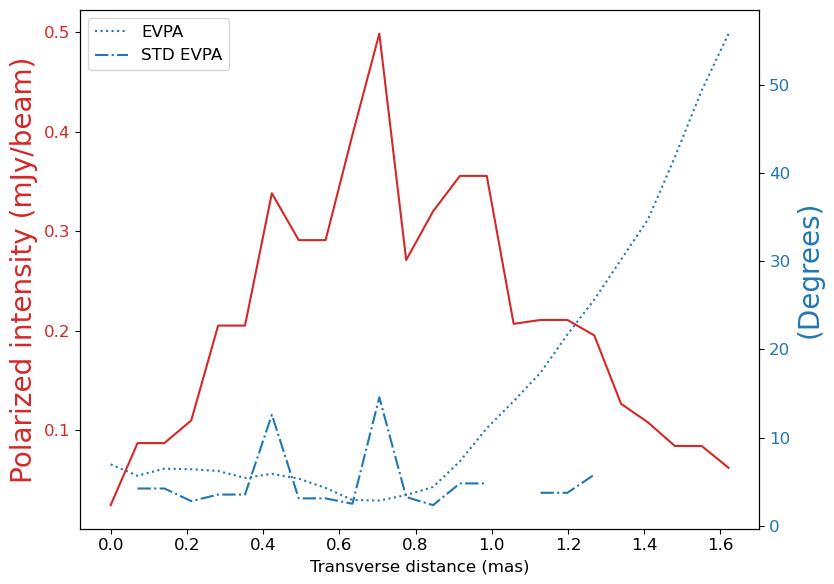 EVPA
STD EVPA
Polarized intensity (mJy/beam)
0.5
0.4
0.3
0.2
0.1
50
40
30
20
10
0
(Degrees)
0.0 0.2 0.4 0.6 0.8 1.0 1.2 1.4 1.6
Transverse distance (mas)